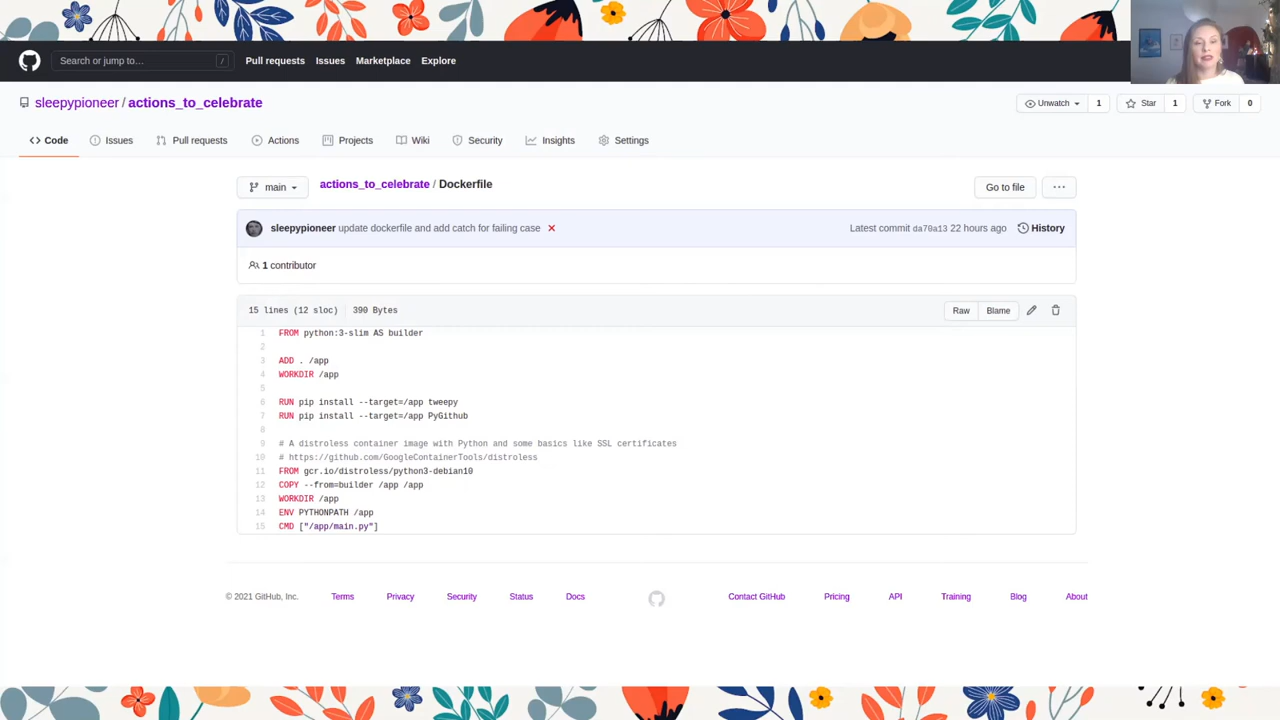 Search or jump to… /
Pull requests Issues Marketplace Explore
sleepypioneer / actions_to_celebrate
Unwatch 1 Star 1 Fork 0
Code Issues Pull requests Actions Projects Wiki Security Insights Settings
main actions_to_celebrate / Dockerfile Go to file ...
sleepypioneer update dockerfile and add catch for failing case Latest commit da70a13 22 hours ago History
1 contributor
15 lines (12 sloc) 390 Bytes Raw Blame
1 FROM python:3-slim AS builder
2
3 ADD . /app
4 WORKDIR /app
5
6 RUN pip install --target=/app tweepy
7 RUN pip install --target=/app PyGithub
8
9 # A distroless container image with Python and some basics like SSL certificates
10 # https://github.com/GoogleContainerTools/distroless
11 FROM gcr.io/distroless/python3-debian10
12 COPY --from=builder /app /app
13 WORKDIR /app
14 ENV PYTHONPATH /app
15 CMD ["/app/main.py"]
© 2021 GitHub, Inc. Terms Privacy Security Status Docs Contact GitHub Pricing API Training Blog About